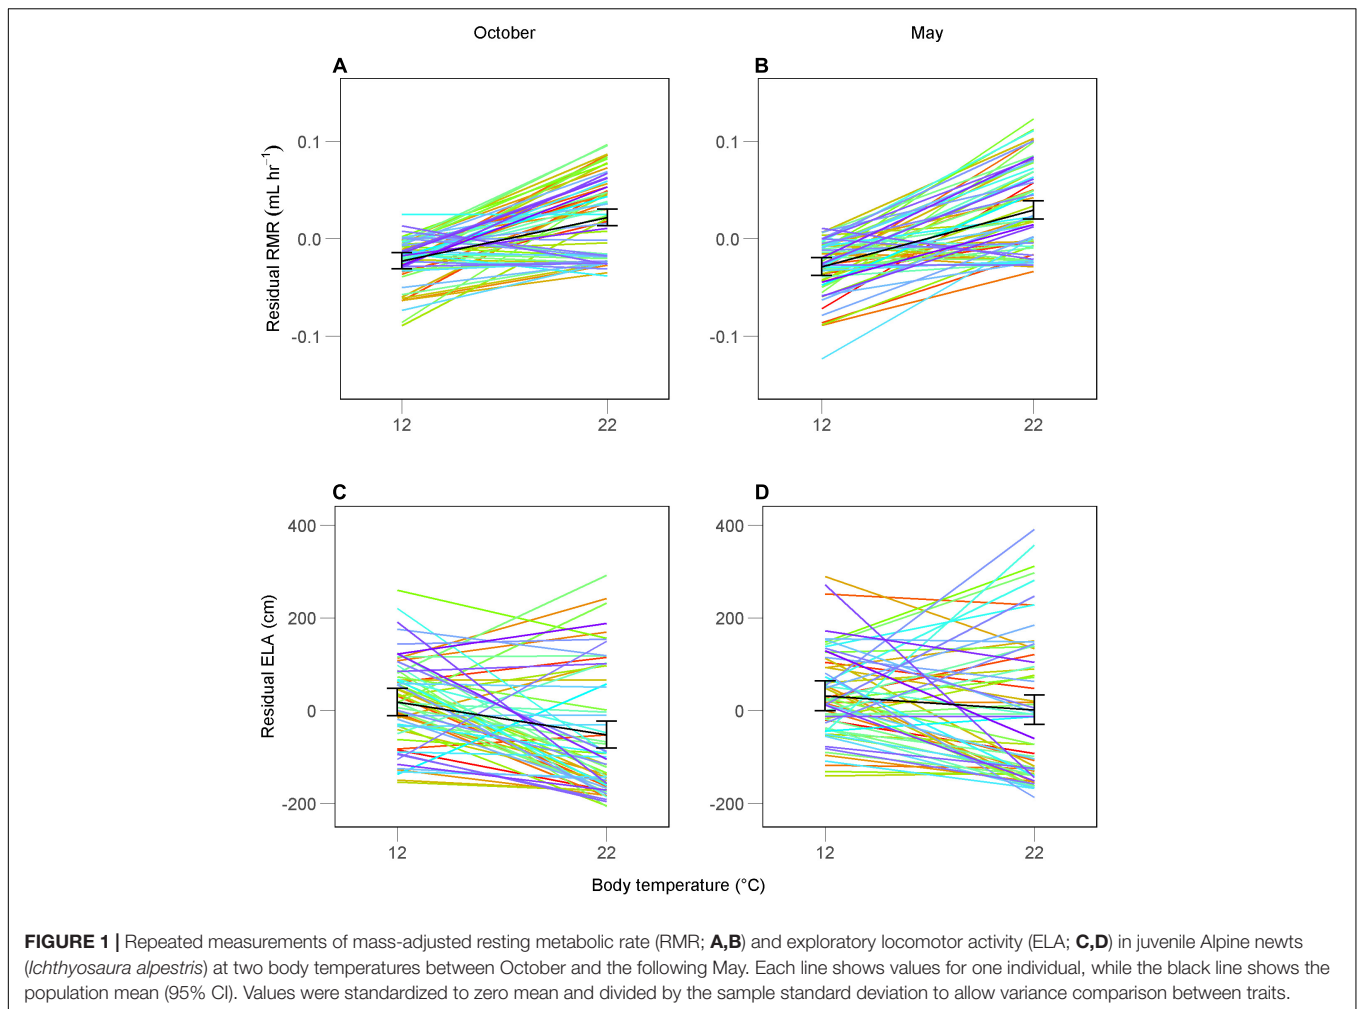 October
May
A
B
0.1
0.0
-0.1
Residual RMR (mL hr⁻¹)
12
22
0.1
0.0
-0.1
12
22
C
D
400
200
0
-200
Residual ELA (cm)
12
22
400
200
0
-200
12
22
Body temperature (°C)
FIGURE 1 | Repeated measurements of mass-adjusted resting metabolic rate (RMR; A,B) and exploratory locomotor activity (ELA; C,D) in juvenile Alpine newts
(Ichthyosaura alpestris) at two body temperatures between October and the following May. Each line shows values for one individual, while the black line shows the
population mean (95% CI). Values were standardized to zero mean and divided by the sample standard deviation to allow variance comparison between traits.